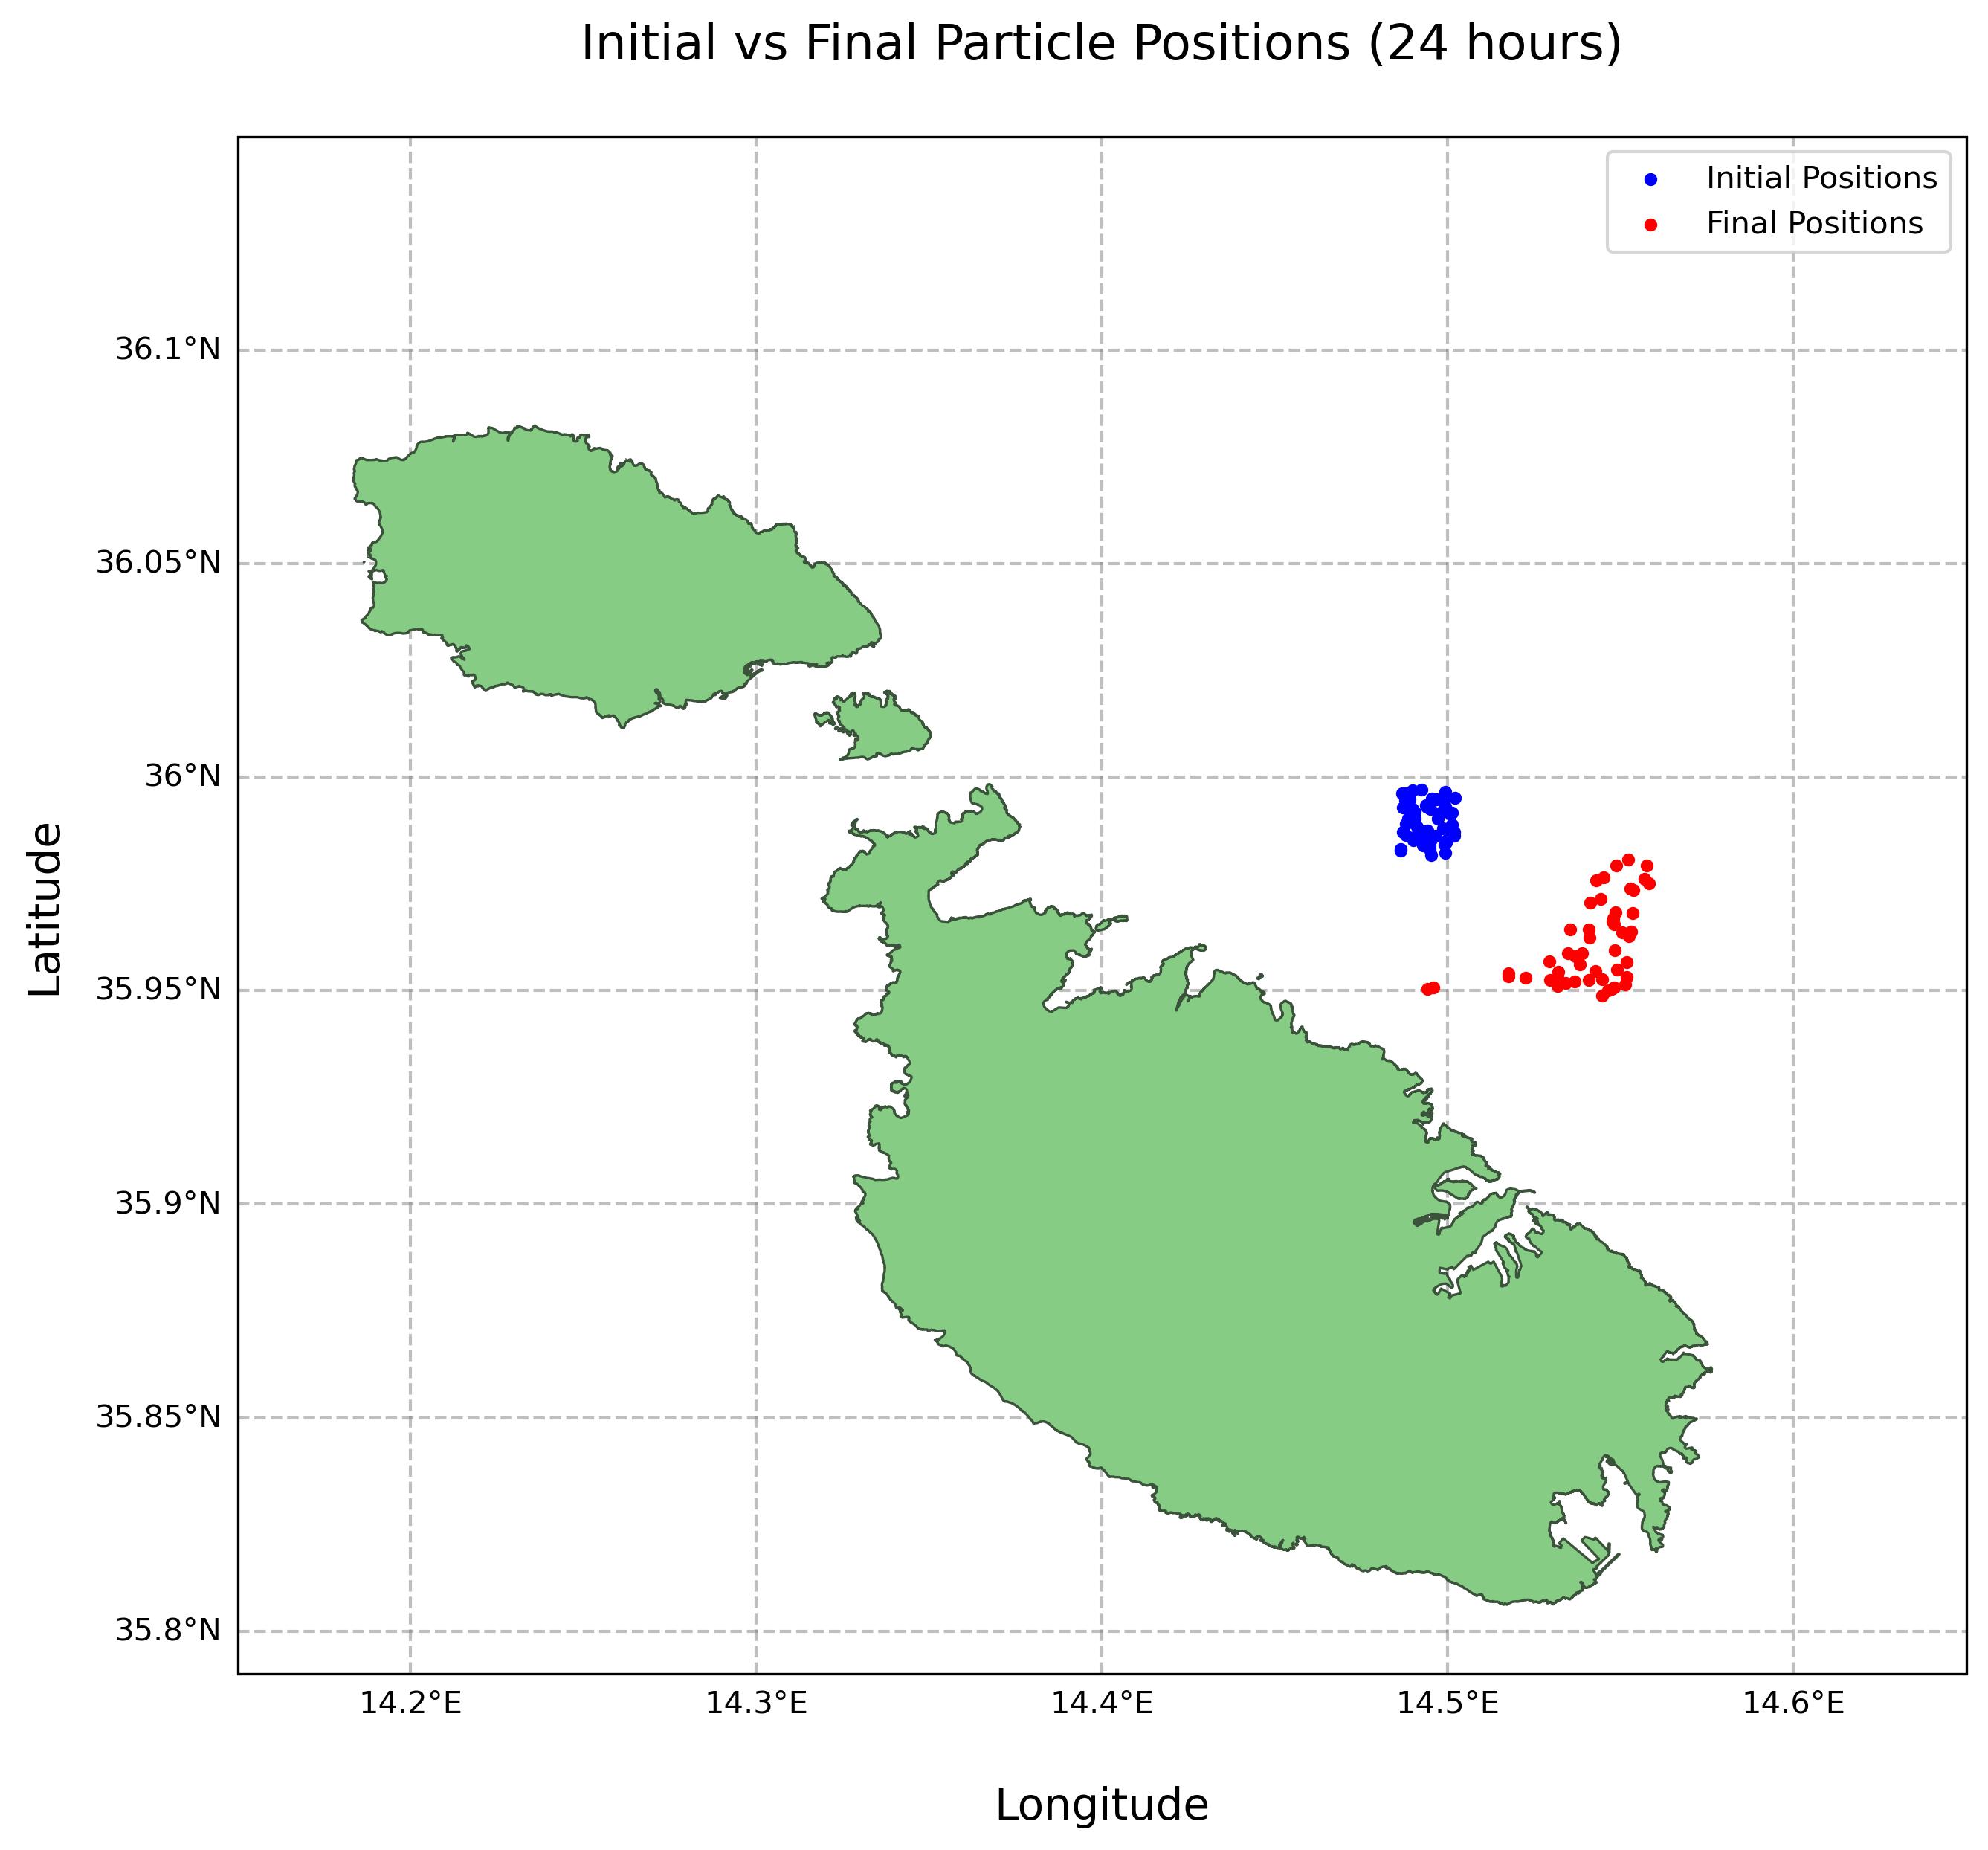 Initial vs Final Particle Positions (24 hours)
Initial Positions
Final Positions
36.1°N
36.05°N
36°N
35.95°N
35.9°N
35.85°N
35.8°N
Latitude
14.2°E 14.3°E 14.4°E 14.5°E 14.6°E
Longitude